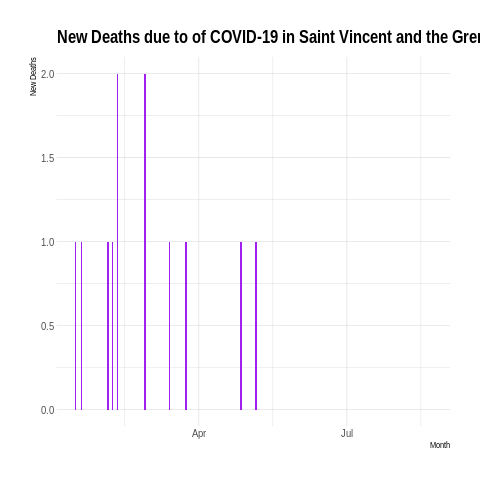 New Deaths due to of COVID-19 in Saint Vincent and the Gren
New Deaths
2.0
1.5
1.0
0.5
0.0
Apr
Jul
Month